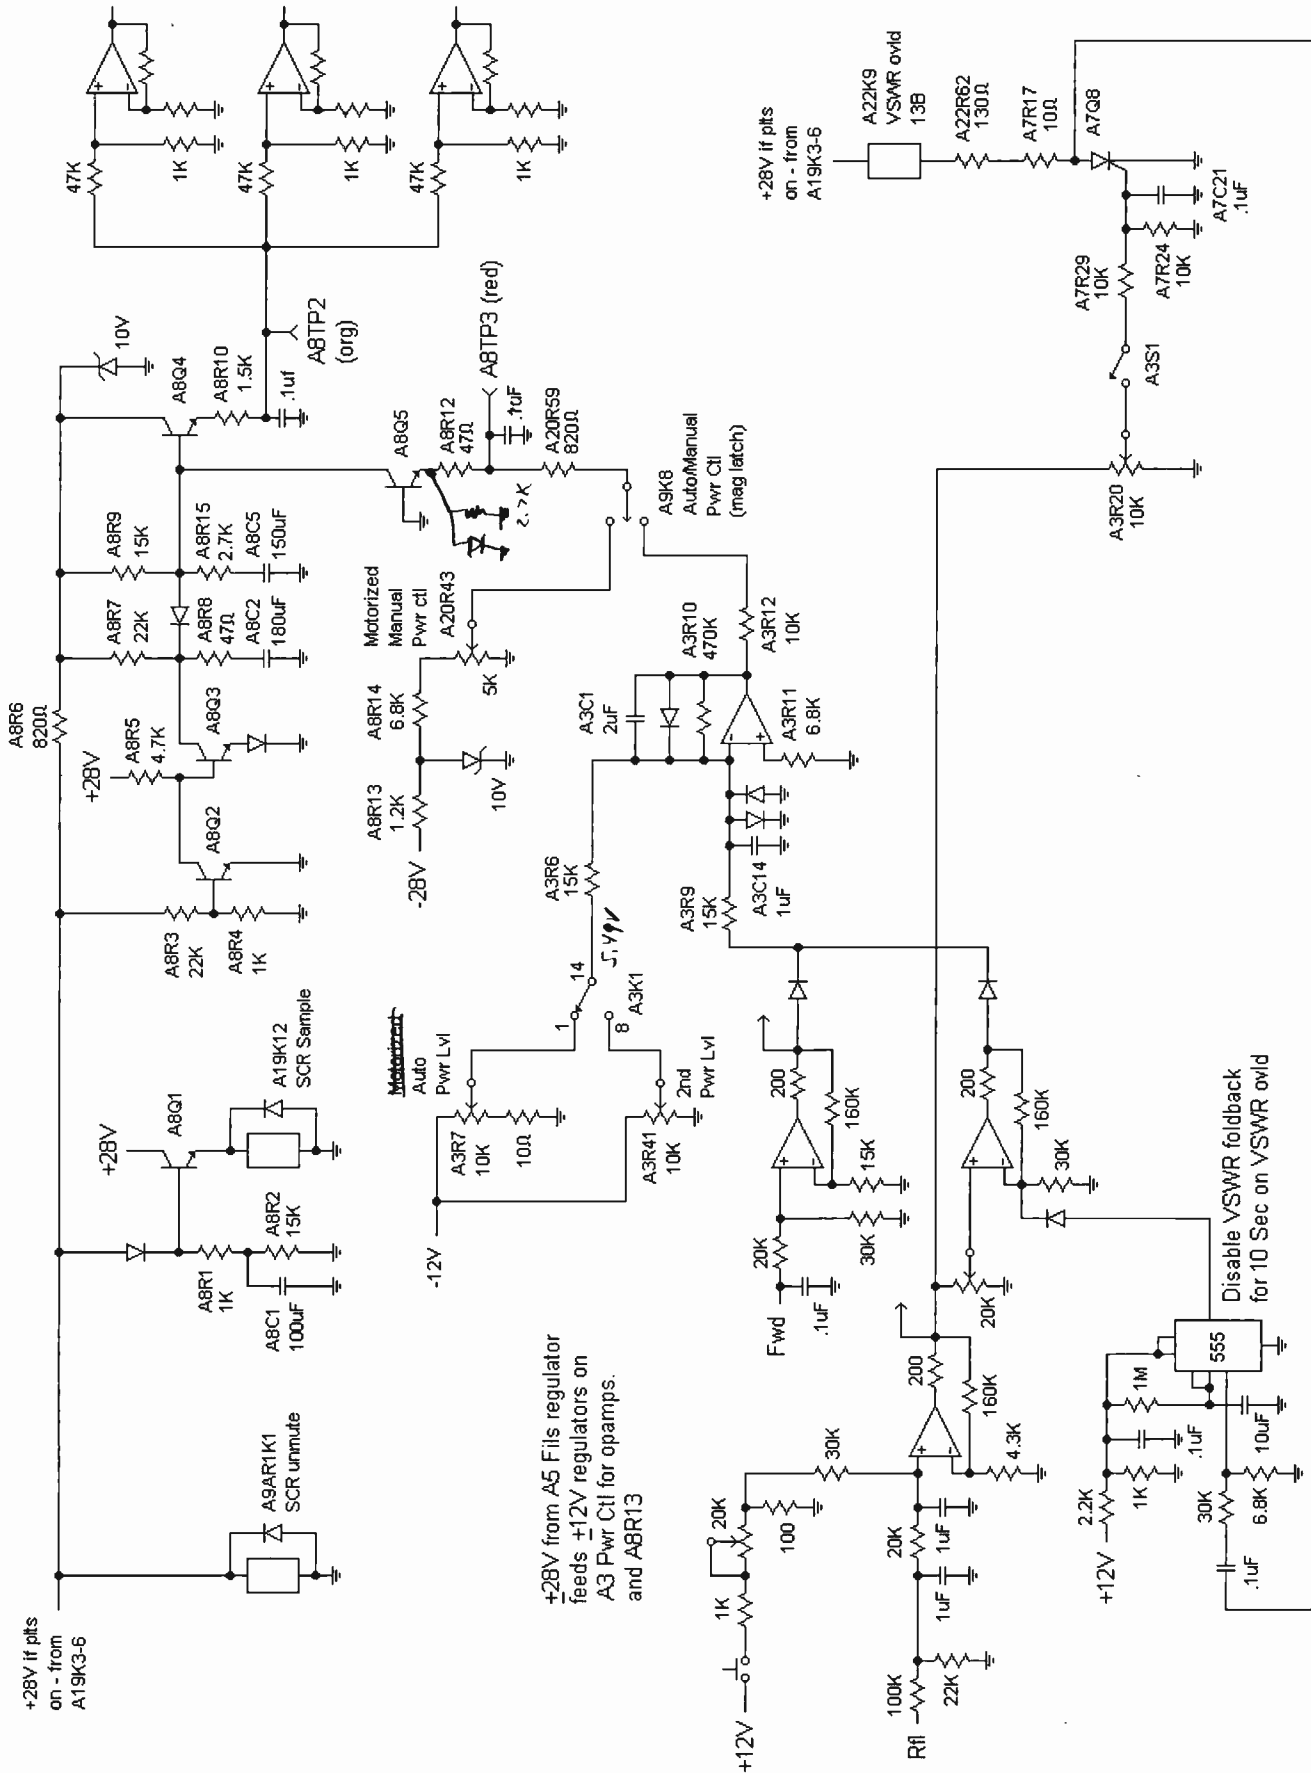 +28V if plts
on - from
A19K3-6
A9AR1K1
SCR unmute
A8R1
1K
A8C1
100uF
A8R2
15K
+28V
A8Q1
A19K12
SCR Sample
A8R3
22K
A8R4
1K
A8Q2
+28V
A8R5
4.7K
A8Q3
A8R6
820Ω
A8R7
22K
A8R8
47Ω
A8C2
180uF
A8R9
15K
A8R15
2.7K
A8C5
150uF
10V
A8Q4
A8R10
1.5K
.1uf
A8TP2
(org)
47K
1K
47K
1K
47K
1K
A8Q5
A8R12
47Ω
2.7K
A8TP3 (red)
.1uF
A20R59
820Ω
A9K8
Auto/Manual
Pwr Ctl
(mag latch)
Motorized
Manual
Pwr ctl
A20R43
5K
A8R14
6.8K
10V
A8R13
1.2K
-28V
Motorized
Auto
Pwr Lvl
A3R7
10K
10Ω
-12V
A3R41
10K
2nd
Pwr Lvl
1
14
8
A3K1
5.49V
A3R6
15K
A3R9
15K
A3C14
1uF
A3C1
2uF
A3R10
470K
A3R11
6.8K
A3R12
10K
+28V from A5 Fils regulator
feeds +12V regulators on
A3 Pwr Ctl for opamps.
and A8R13
Fwd
.1uF
20K
30K
15K
160K
200
200
160K
30K
20K
+12V
1K
20K
100
30K
Rfl
100K
22K
1uF
20K
1uF
200
160K
4.3K
+12V
2.2K
1K
.1uF
1M
10uF
555
30K
6.8K
.1uF
Disable VSWR foldback
for 10 Sec on VSWR ovld
A3R20
10K
A3S1
A7R29
10K
A7R24
10K
A7C21
.1uF
A7Q8
A7R17
10Ω
A22R62
130Ω
A22K9
VSWR ovld
13B
+28V if plts
on - from
A19K3-6